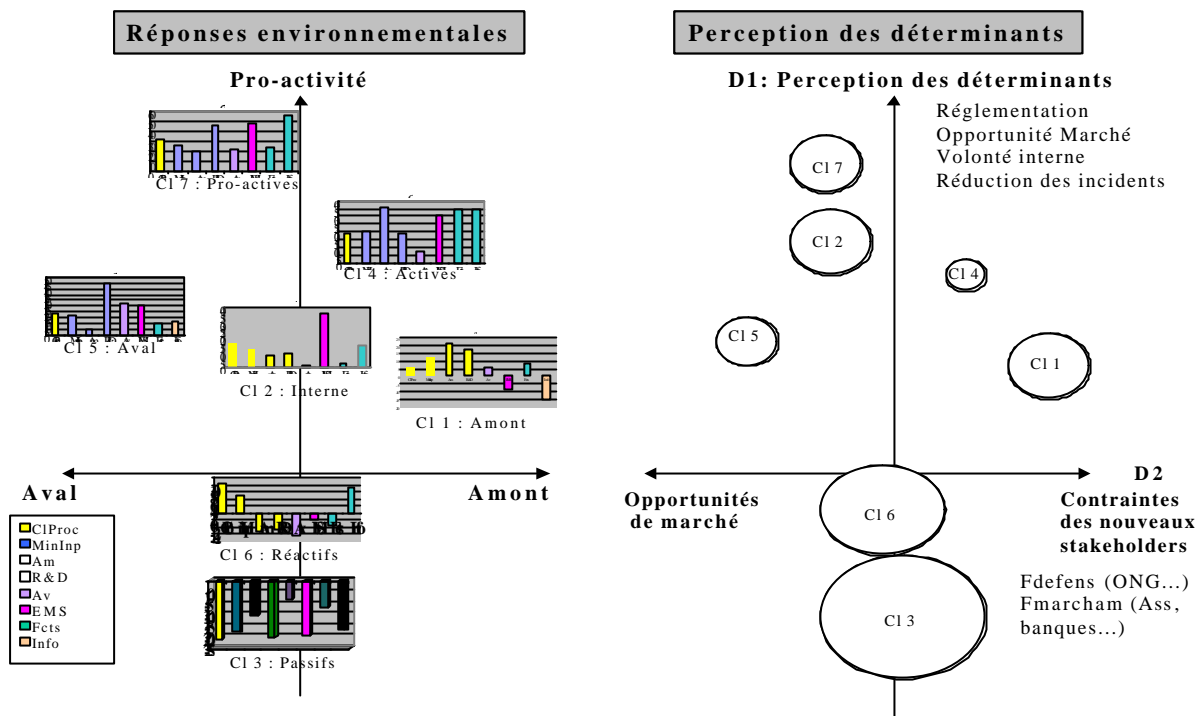 Réponses environnementales
Perception des déterminants
Pro-activité
D1: Perception des déterminants
Réglementation
Opportunité Marché
Volonté interne
Réduction des incidents
Cl 7 : Pro-actives
Cl 4 : Actives
Cl 5 : Aval
Cl 2 : Interne
Cl 1 : Amont
Aval
Amont
Cl 6 : Réactifs
Cl 3 : Passifs
ClProc
MinInp
Am
R&D
Av
EMS
Fcts
Info
Cl 7
Cl 2
Cl 4
Cl 5
Cl 1
D2
Opportunités
de marché
Contraintes
des nouveaux
stakeholders
Cl 6
Cl 3
Fdefens (ONG...)
Fmarcham (Ass,
banques...)